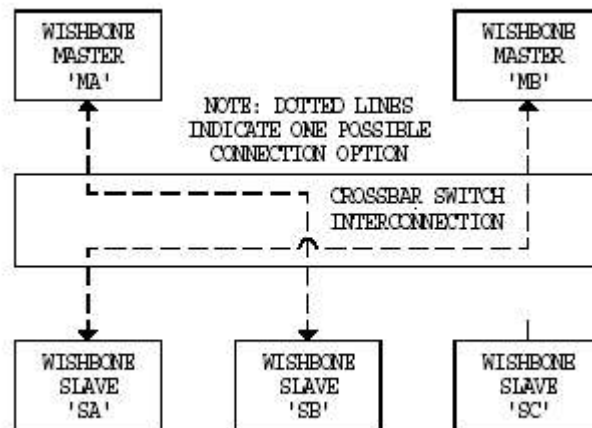 WISHBONE
MASTER
'MA'
WISHBONE
MASTER
'MB'
NOTE: DOTTED LINES
INDICATE ONE POSSIBLE
CONNECTION OPTION
CROSSBAR SWITCH
INTERCONNECTION
WISHBONE
SLAVE
'SA'
WISHBONE
SLAVE
'SB'
WISHBONE
SLAVE
'SC'